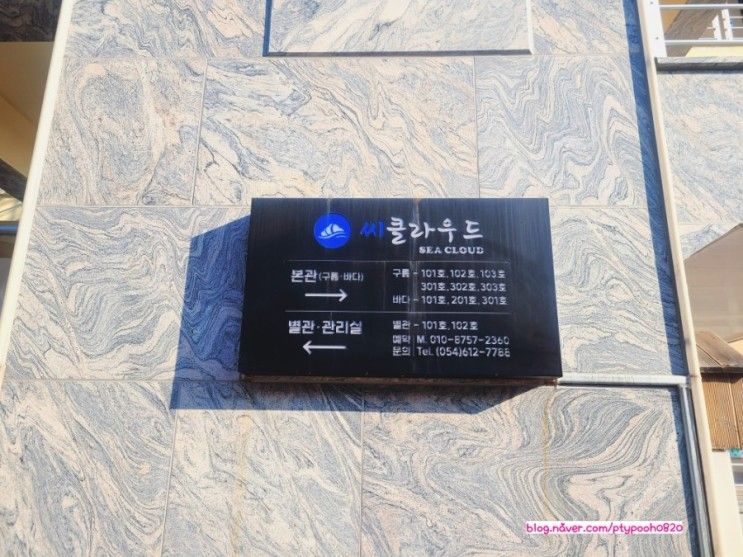 씨클라우드
SEA CLOUD
본관(구름·바다)
구름 - 101호, 102호, 103호
301호, 302호, 303호
바다 - 101호, 201호, 301호
별관·관리실
별관 - 101호, 102호
예약 M. 010-8757-2360
문의 Tel. (054)612-7788
blog.naver.com/ptypooh0820